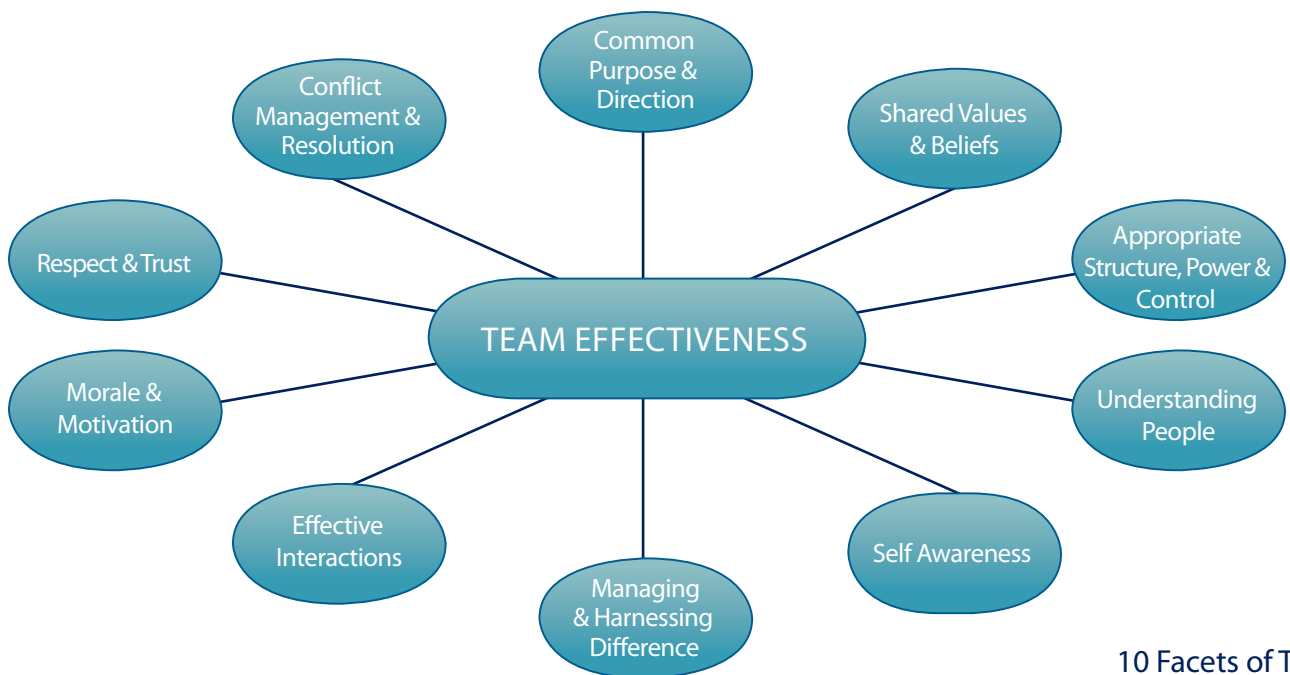 Common
Purpose &
Direction
Shared Values
& Beliefs
Appropriate
Structure, Power &
Control
Understanding
People
Self Awareness
Managing
& Harnessing
Difference
Effective
Interactions
Morale &
Motivation
Respect & Trust
Conflict
Management &
Resolution
TEAM EFFECTIVENESS
10 Facets of T